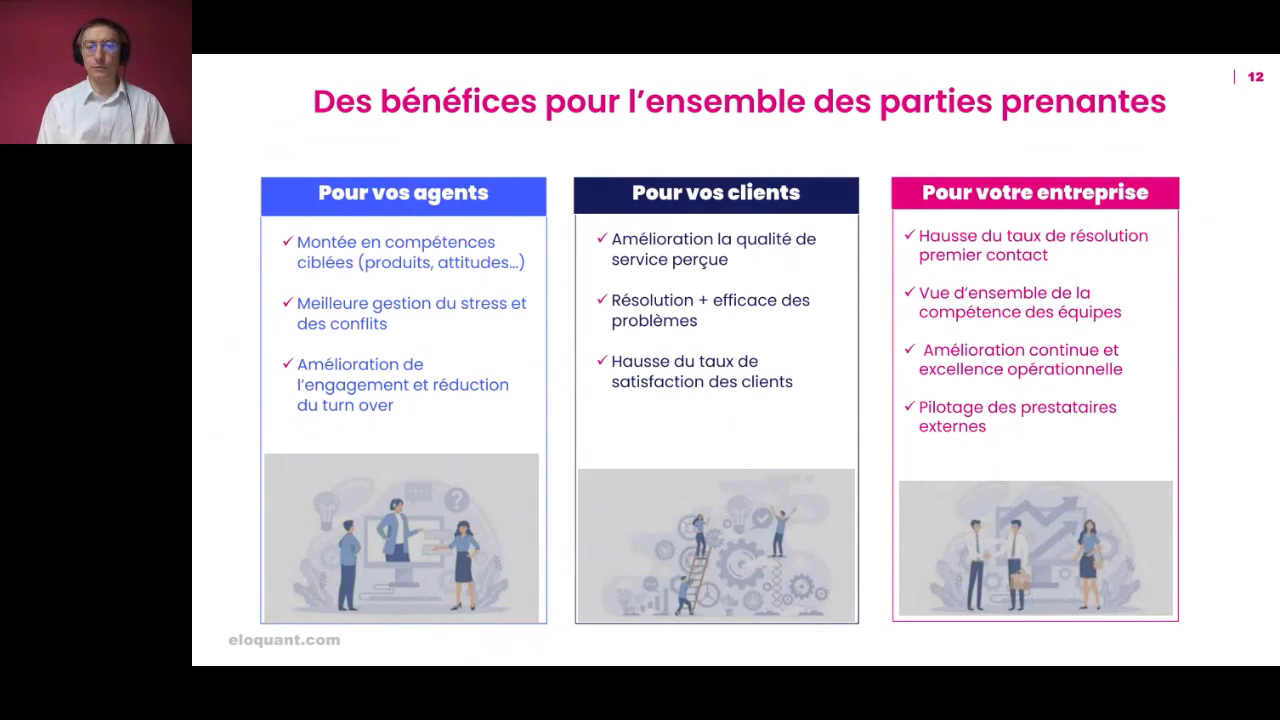 12
Des bénéfices pour l’ensemble des parties prenantes
Pour vos agents
✓ Montée en compétences
ciblées (produits, attitudes…)
✓ Meilleure gestion du stress et
des conflits
✓ Amélioration de
l’engagement et réduction
du turn over
Pour vos clients
✓ Amélioration la qualité de
service perçue
✓ Résolution + efficace des
problèmes
✓ Hausse du taux de
satisfaction des clients
Pour votre entreprise
✓ Hausse du taux de résolution
premier contact
✓ Vue d’ensemble de la
compétence des équipes
✓ Amélioration continue et
excellence opérationnelle
✓ Pilotage des prestataires
externes
eloquant.com